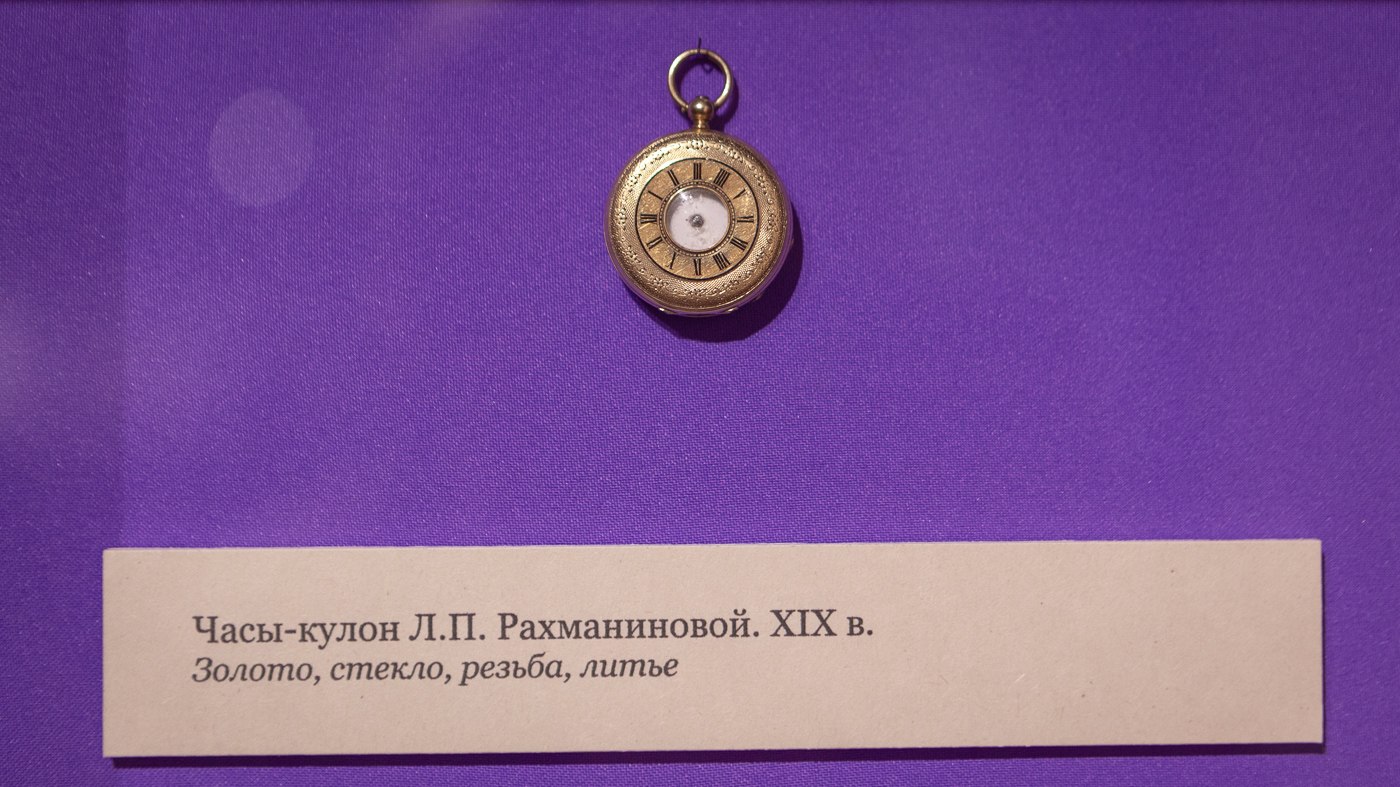 Часы-кулон Л.П. Рахманиновой. XIX в.
Золото, стекло, резьба, литье